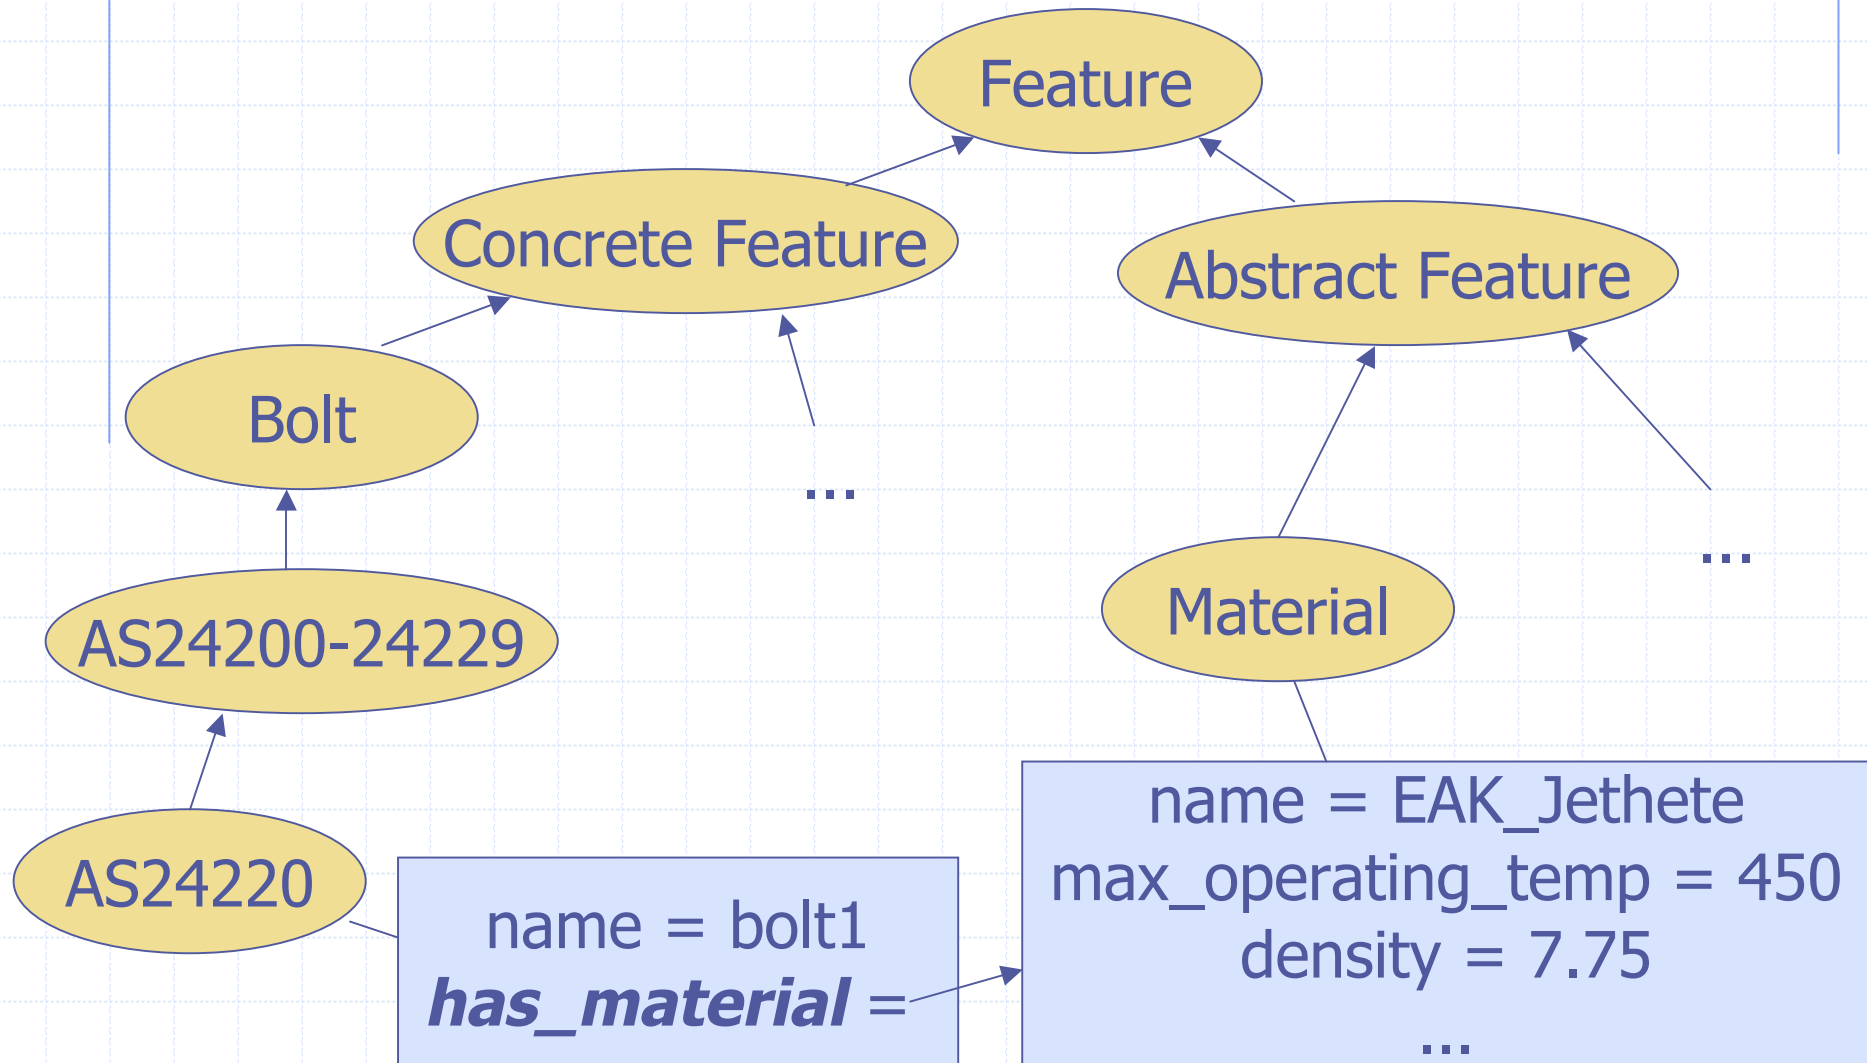 Feature
Concrete Feature
Abstract Feature
Bolt
...
...
Material
AS24200-24229
AS24220
name = bolt1
has_material =
name = EAK_Jethete
max_operating_temp = 450
density = 7.75
...